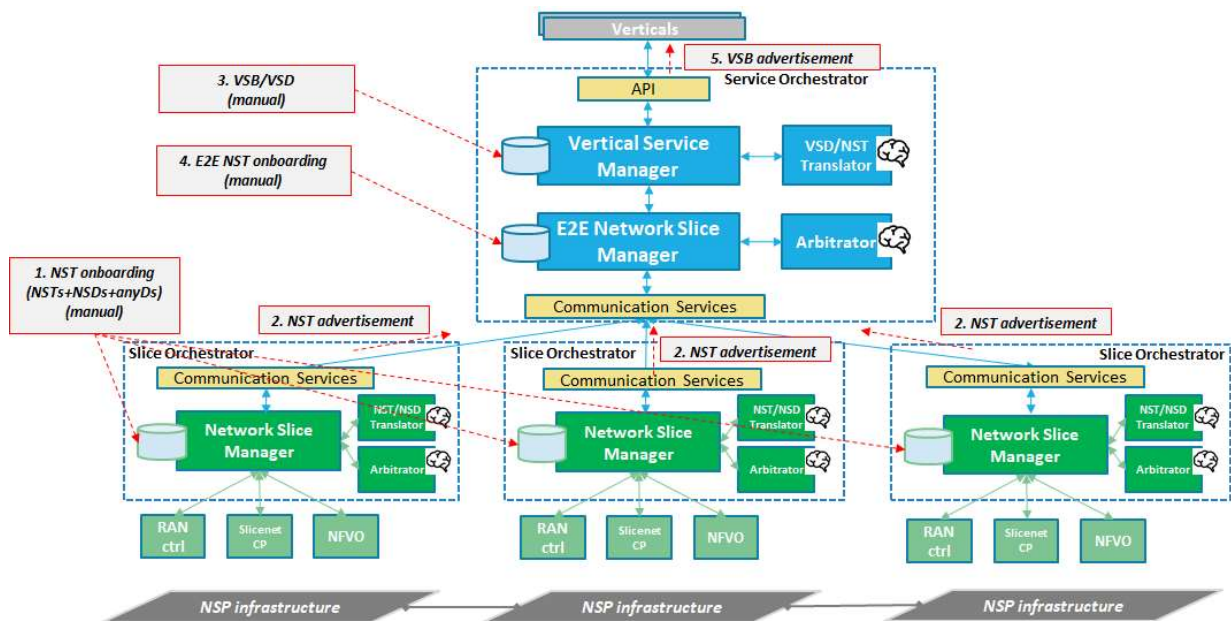 Verticals
5. VSB advertisement
Service Orchestrator
3. VSB/VSD
(manual)
API
Vertical Service
Manager
VSD/NST
Translator
4. E2E NST onboarding
(manual)
E2E Network Slice
Manager
Arbitrator
1. NST onboarding
(NSTs+NSDs+anyDs)
(manual)
Communication Services
2. NST advertisement
2. NST advertisement
2. NST advertisement
Slice Orchestrator
Communication Services
Network Slice
Manager
NST/NSD
Translator
Arbitrator
RAN
ctrl
Slicenet
CP
NFVO
Slice Orchestrator
Communication Services
Network Slice
Manager
NST/NSD
Translator
Arbitrator
RAN
ctrl
Slicenet
CP
NFVO
Slice Orchestrator
Communication Services
Network Slice
Manager
NST/NSD
Translator
Arbitrator
RAN
ctrl
Slicenet
CP
NFVO
NSP infrastructure
NSP infrastructure
NSP infrastructure